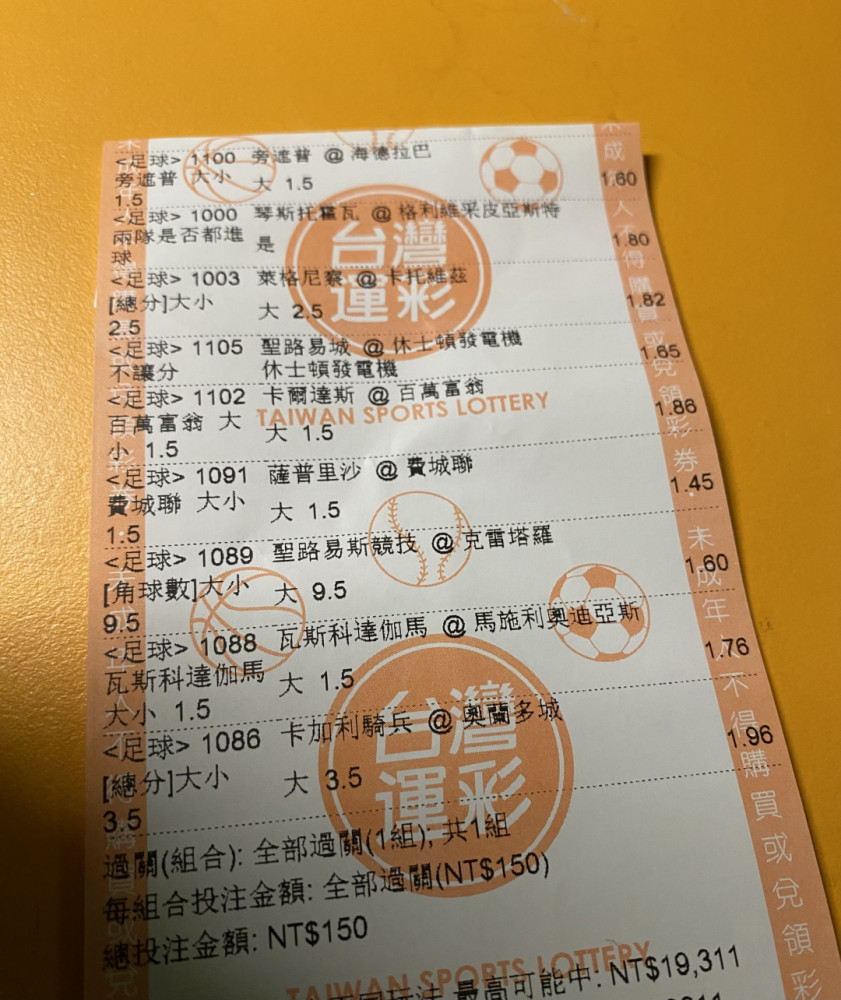 <足球> 1100 旁遮普 @ 海德拉巴
旁遮普 大小 大 1.5 1.60
1.5
<足球> 1000 琴斯托霍瓦 @ 格利維采皮亞斯特
兩隊是否都進 是 1.80
球
<足球> 1003 萊格尼察 @ 卡托維茲
[總分]大小 大 2.5 1.82
2.5
<足球> 1105 聖路易城 @ 休士頓發電機
不讓分 休士頓發電機 1.65
<足球> 1102 卡爾達斯 @ 百萬富翁
百萬富翁 大 大 1.5 1.86
小 1.5
<足球> 1091 薩普里沙 @ 費城聯
費城聯 大小 大 1.5 1.45
1.5
<足球> 1089 聖路易斯競技 @ 克雷塔羅
[角球數]大小 大 9.5 1.60
9.5
<足球> 1088 瓦斯科達伽馬 @ 馬施利奧迪亞斯
瓦斯科達伽馬 大 1.5 1.76
大小 1.5
<足球> 1086 卡加利騎兵 @ 奧蘭多城
[總分]大小 大 3.5 1.96
3.5
過關(組合): 全部過關(1組), 共1組
每組合投注金額: 全部過關(NT$150)
總投注金額: NT$150
最高可能中: NT$19,311
台灣
運彩
TAIWAN SPORTS LOTTERY
台灣
運彩
TAIWAN SPORTS LOTTERY
未成年人不得購買或兌領彩券.
未成年人不得購買或兌領彩